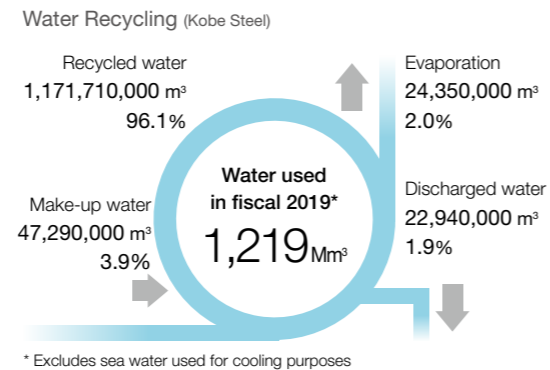 Water Recycling (Kobe Steel)
Recycled water
1,171,710,000 m³
96.1%
Evaporation
24,350,000 m³
2.0%
Water used
in fiscal 2019*
1,219 Mm³
Make-up water
47,290,000 m³
3.9%
Discharged water
22,940,000 m³
1.9%
* Excludes sea water used for cooling purposes